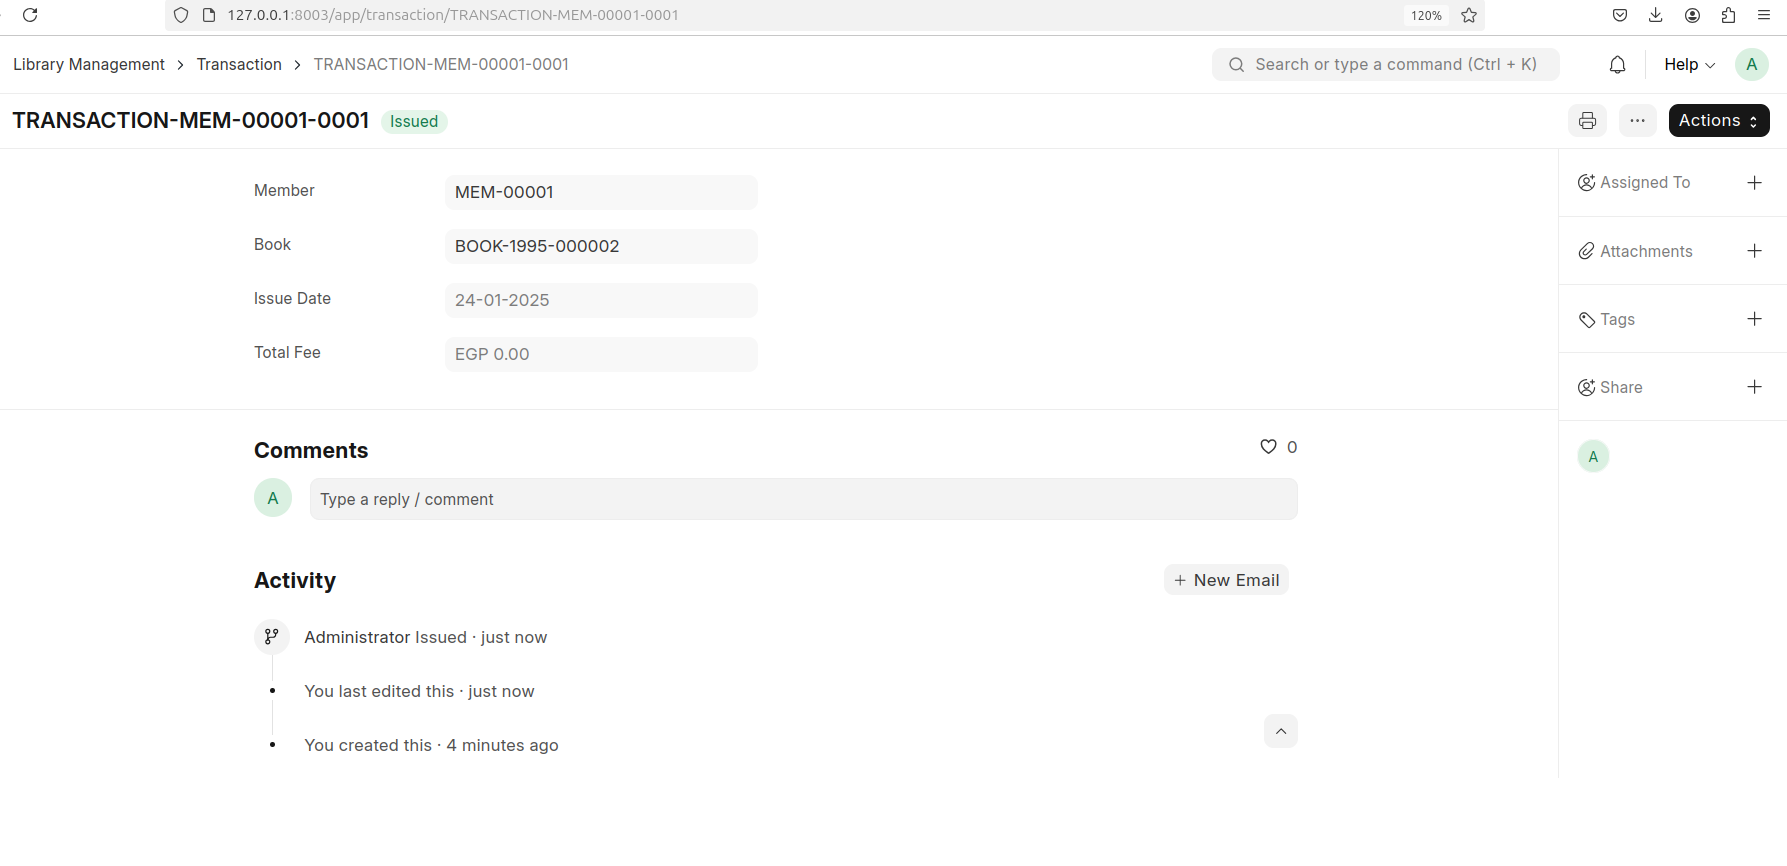 127.0.0.1:8003/app/transaction/TRANSACTION-MEM-00001-0001
120%
Library Management > Transaction > TRANSACTION-MEM-00001-0001
Search or type a command (Ctrl + K)
Help
A
TRANSACTION-MEM-00001-0001
Issued
Actions
Member
MEM-00001
Book
BOOK-1995-000002
Issue Date
24-01-2025
Total Fee
EGP 0.00
Assigned To
Attachments
Tags
Share
A
Comments
0
A
Type a reply / comment
Activity
+ New Email
Administrator Issued · just now
You last edited this · just now
You created this · 4 minutes ago